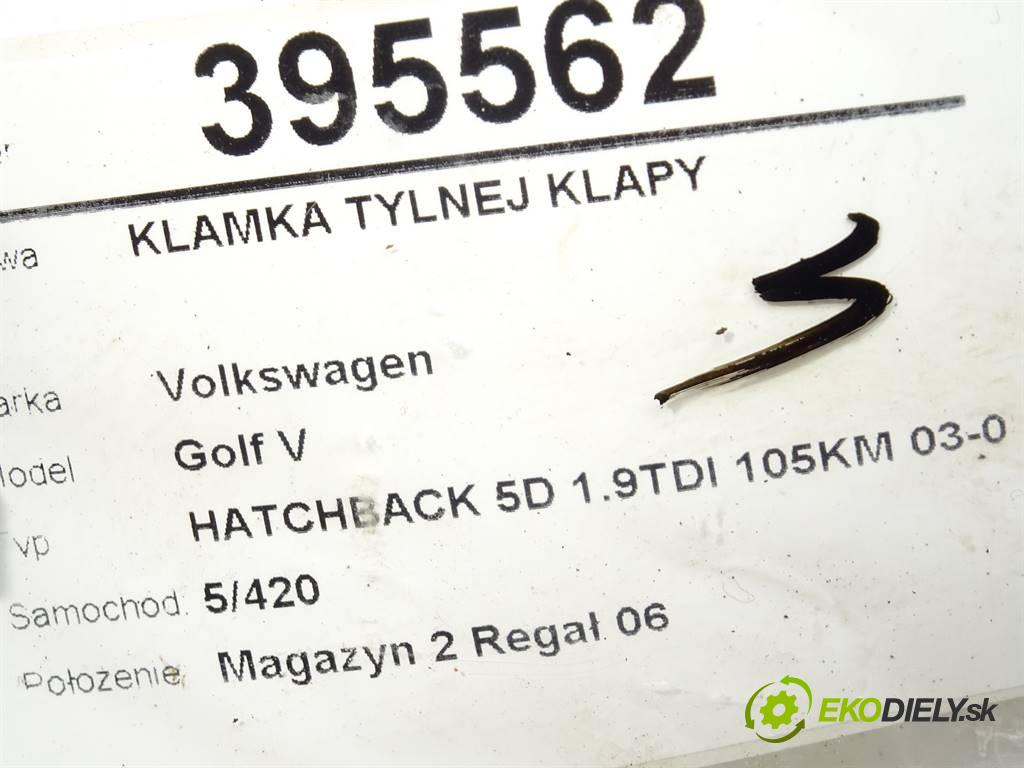 395562
KLAMKA TYLNEJ KLAPY
Volkswagen
Model Golf V
HATCHBACK 5D 1.9TDI 105KM 03-0
Samochod. 5/420
Położenie Magazyn 2 Regał 06
EKODIELY.sk